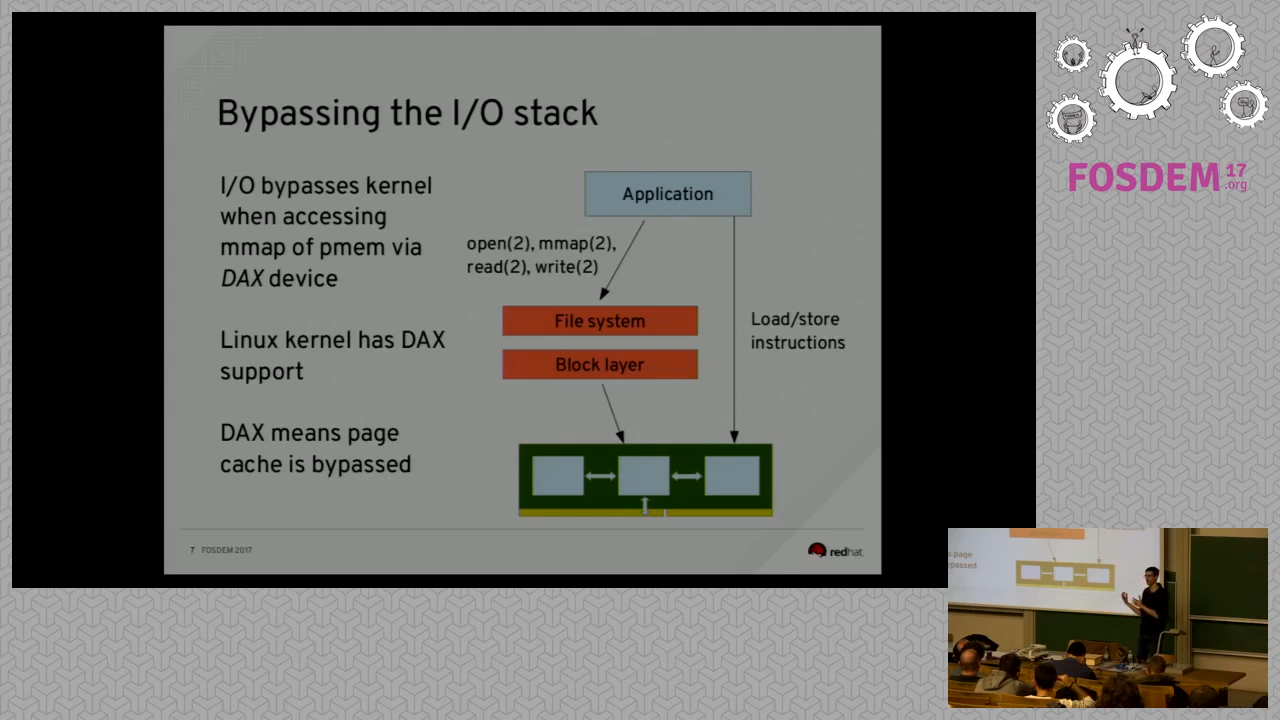 Bypassing the I/O stack
I/O bypasses kernel
when accessing
mmap of pmem via
DAX device
Linux kernel has DAX
support
DAX means page
cache is bypassed
Application
open(2), mmap(2),
read(2), write(2)
File system
Block layer
Load/store
instructions
7 FOSDEM 2017
redhat
FOSDEM 17
.org
s page
passed